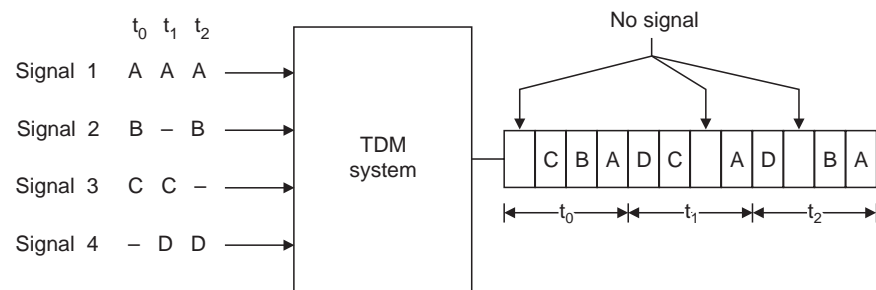 t0 t1 t2
No signal
Signal 1 A A A
Signal 2 B – B
Signal 3 C C –
Signal 4 – D D
TDM
system
C B A D C A D B A
t0 t1 t2